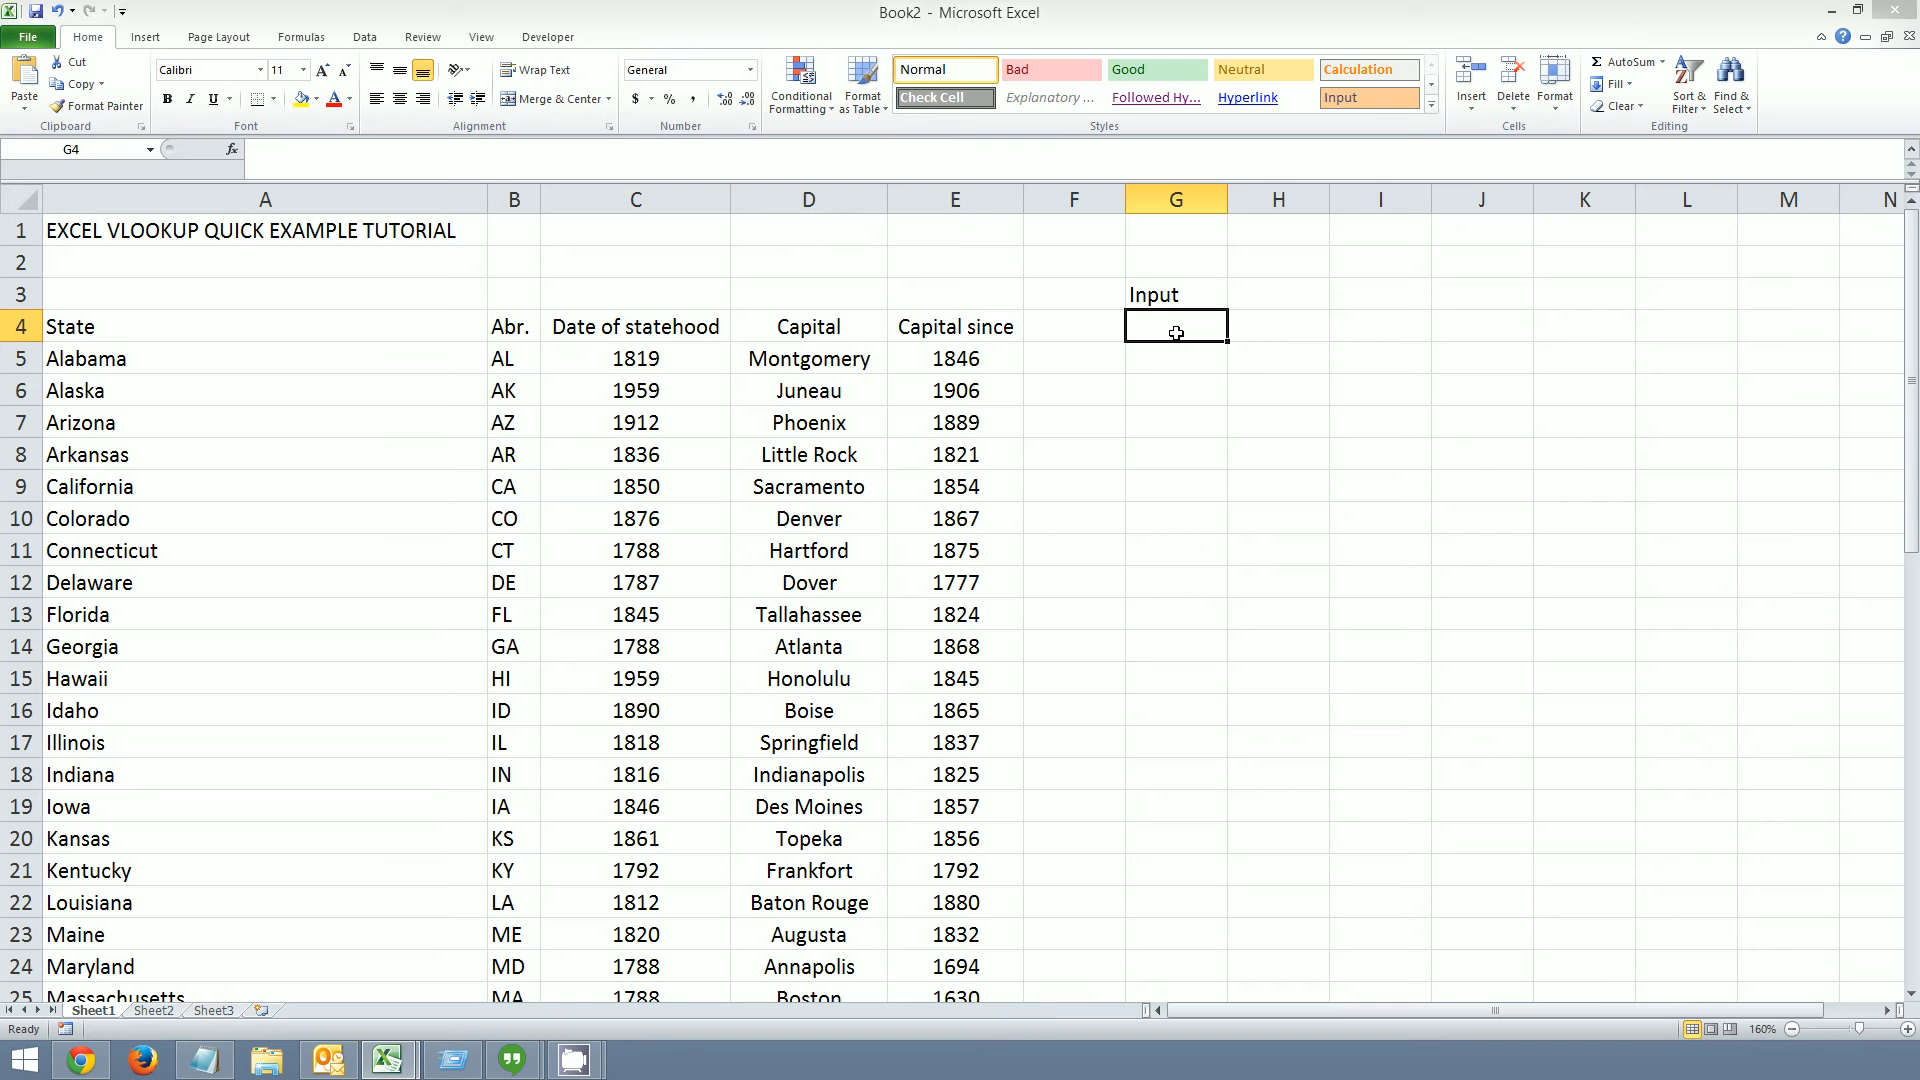 Book2 - Microsoft Excel
File Home Insert Page Layout Formulas Data Review View Developer
Cut
Copy
Format Painter
Paste
Clipboard
Calibri 11
B I U
Font
Wrap Text
Merge & Center
Alignment
General
$ % ,
Number
Conditional Formatting
Format as Table
Normal Bad Good Neutral Calculation
Check Cell Explanatory ... Followed Hy... Hyperlink Input
Styles
Insert Delete Format
Cells
AutoSum
Fill
Clear
Sort & Filter
Find & Select
Editing
G4 fx
A B C D E F G H I J K L M N
1 EXCEL VLOOKUP QUICK EXAMPLE TUTORIAL
2
3 Input
4 State Abr. Date of statehood Capital Capital since
5 Alabama AL 1819 Montgomery 1846
6 Alaska AK 1959 Juneau 1906
7 Arizona AZ 1912 Phoenix 1889
8 Arkansas AR 1836 Little Rock 1821
9 California CA 1850 Sacramento 1854
10 Colorado CO 1876 Denver 1867
11 Connecticut CT 1788 Hartford 1875
12 Delaware DE 1787 Dover 1777
13 Florida FL 1845 Tallahassee 1824
14 Georgia GA 1788 Atlanta 1868
15 Hawaii HI 1959 Honolulu 1845
16 Idaho ID 1890 Boise 1865
17 Illinois IL 1818 Springfield 1837
18 Indiana IN 1816 Indianapolis 1825
19 Iowa IA 1846 Des Moines 1857
20 Kansas KS 1861 Topeka 1856
21 Kentucky KY 1792 Frankfort 1792
22 Louisiana LA 1812 Baton Rouge 1880
23 Maine ME 1820 Augusta 1832
24 Maryland MD 1788 Annapolis 1694
25 Massachusetts MA 1788 Boston 1630
Sheet1 Sheet2 Sheet3
Ready 160%